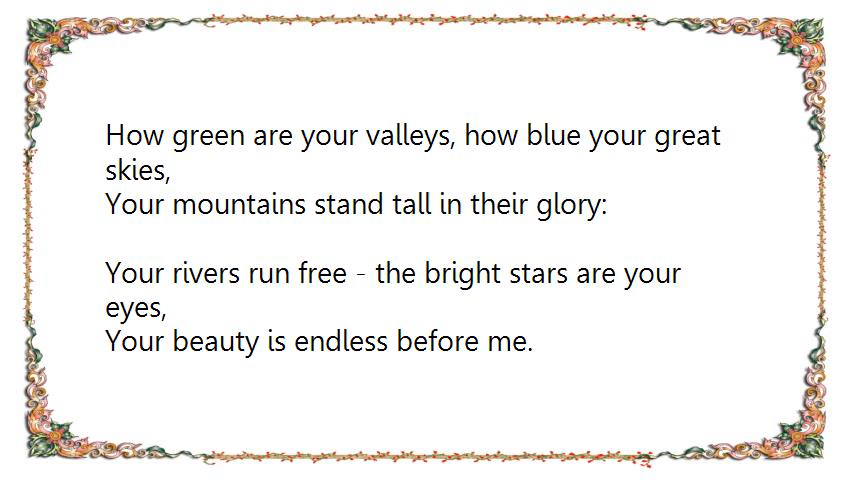 How green are your valleys, how blue your great
skies,
Your mountains stand tall in their glory:
Your rivers run free - the bright stars are your
eyes,
Your beauty is endless before me.